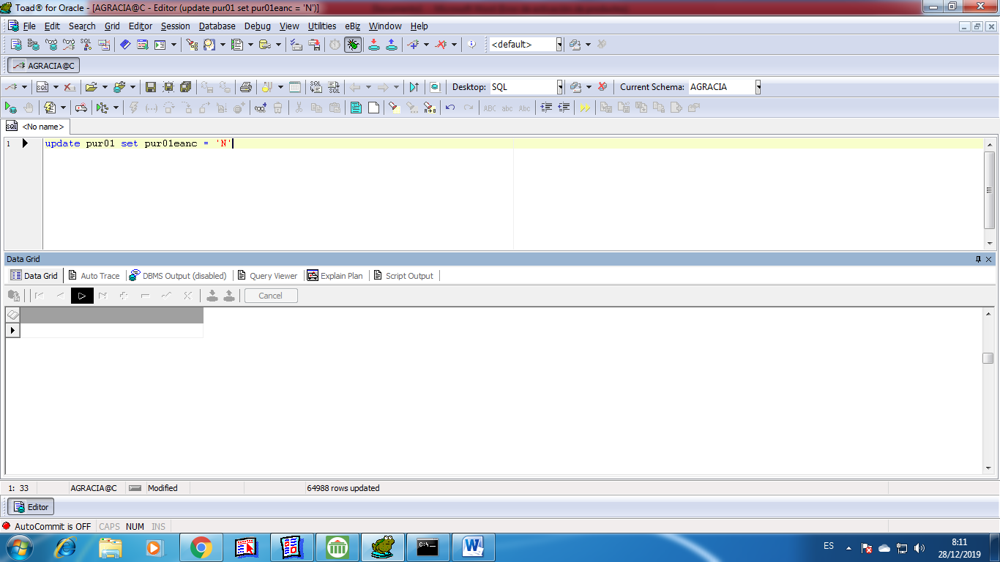 Toad® for Oracle - [AGRACIA@C - Editor (update pur01 set pur01eanc = 'N')]
File Edit Search Grid Editor Session Database Debug View Utilities eBiz Window Help
<default>
AGRACIA@C
SQL Desktop: SQL Current Schema: AGRACIA
ABC abc Abc
SQL <No name>
1 update pur01 set pur01eanc = 'N'
Data Grid
Data Grid Auto Trace DBMS Output (disabled) Query Viewer Explain Plan Script Output
Cancel
1: 33 AGRACIA@C Modified 64988 rows updated
Editor
AutoCommit is OFF CAPS NUM INS
ES 8:11
28/12/2019